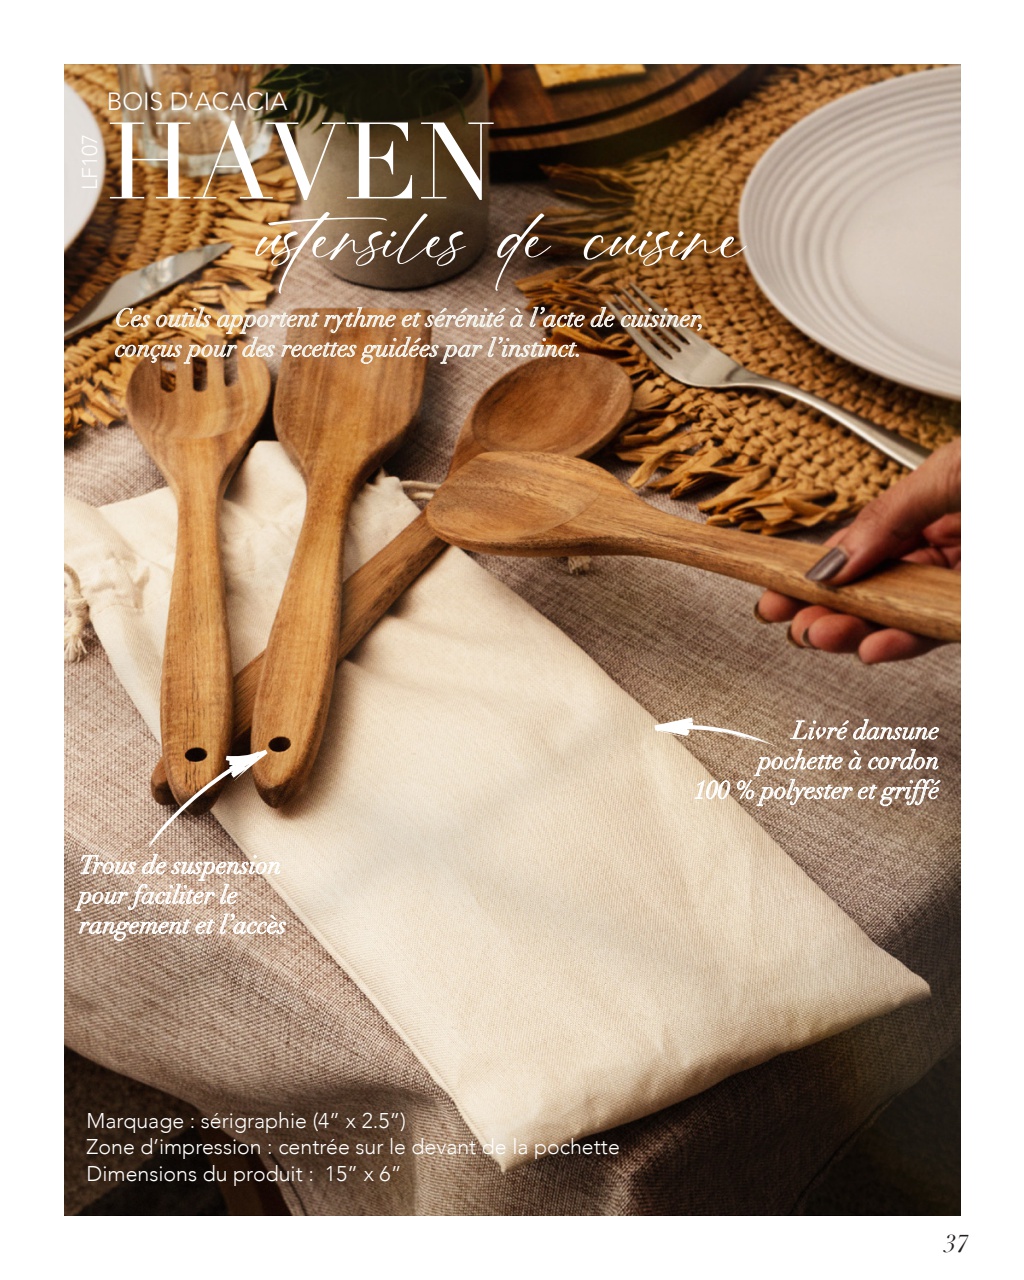 BOIS D'ACACIA
LF107
HAVEN
ustensiles de cuisine
Ces outils apportent rythme et sérénité à l'acte de cuisiner,
conçus pour des recettes guidées par l'instinct.
Livré dansune
pochette à cordon
100 % polyester et griffé
Trous de suspension
pour faciliter le
rangement et l'accès
Marquage : sérigraphie (4" x 2.5")
Zone d'impression : centrée sur le devant de la pochette
Dimensions du produit : 15" x 6"
37